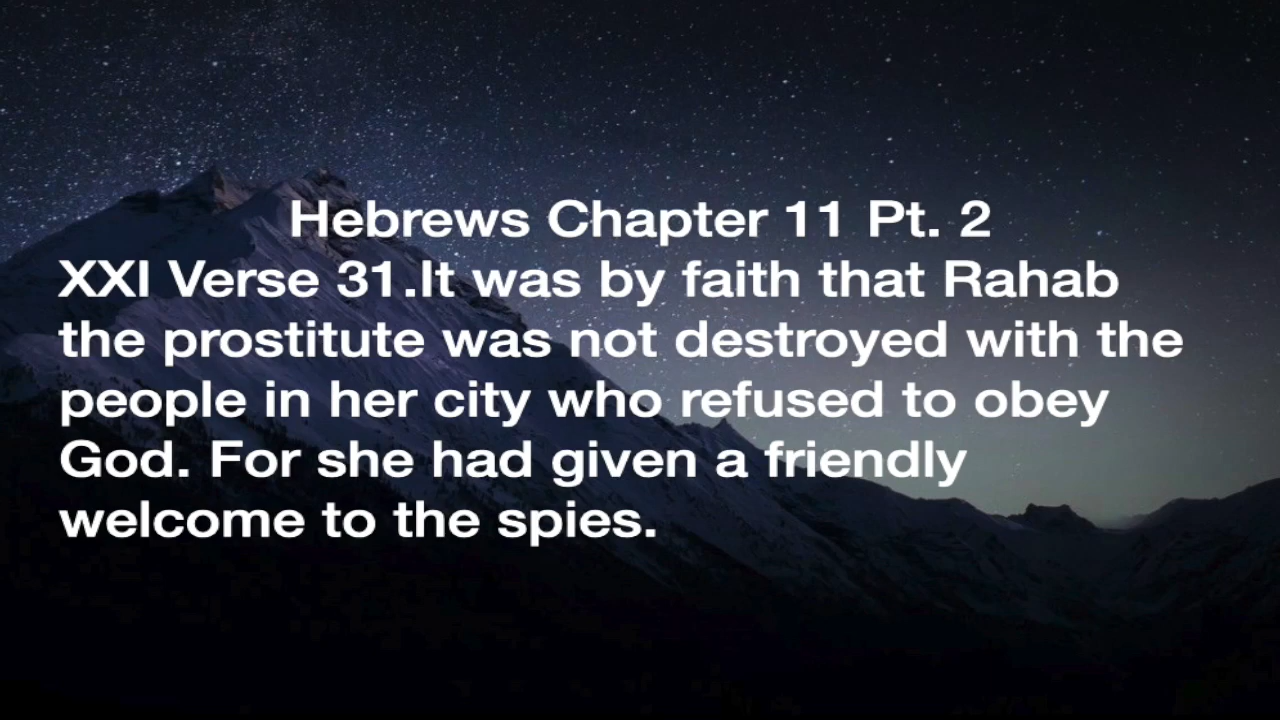 Hebrews Chapter 11 Pt. 2
XXI Verse 31.It was by faith that Rahab
the prostitute was not destroyed with the
people in her city who refused to obey
God. For she had given a friendly
welcome to the spies.